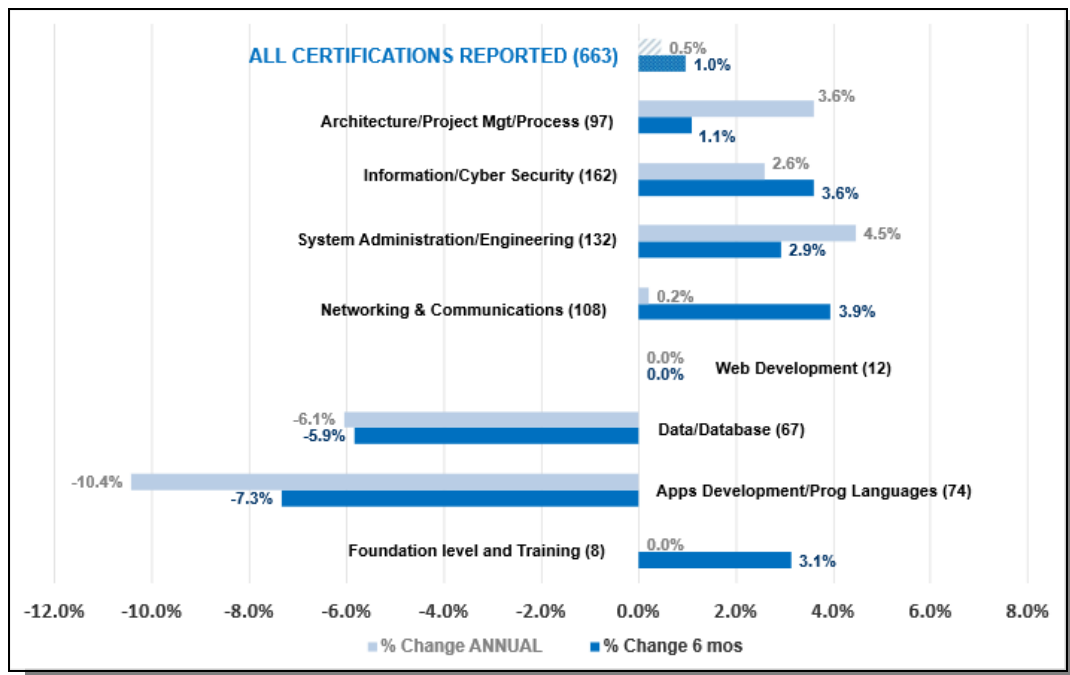 ALL CERTIFICATIONS REPORTED (663)
0.5%
1.0%
Architecture/Project Mgt/Process (97)
3.6%
1.1%
Information/Cyber Security (162)
2.6%
3.6%
System Administration/Engineering (132)
4.5%
2.9%
Networking & Communications (108)
0.2%
3.9%
0.0%
0.0%
Web Development (12)
-6.1%
-5.9%
Data/Database (67)
-10.4%
-7.3%
Apps Development/Prog Languages (74)
Foundation level and Training (8)
0.0%
3.1%
-12.0% -10.0% -8.0% -6.0% -4.0% -2.0% 0.0% 2.0% 4.0% 6.0% 8.0%
% Change ANNUAL % Change 6 mos